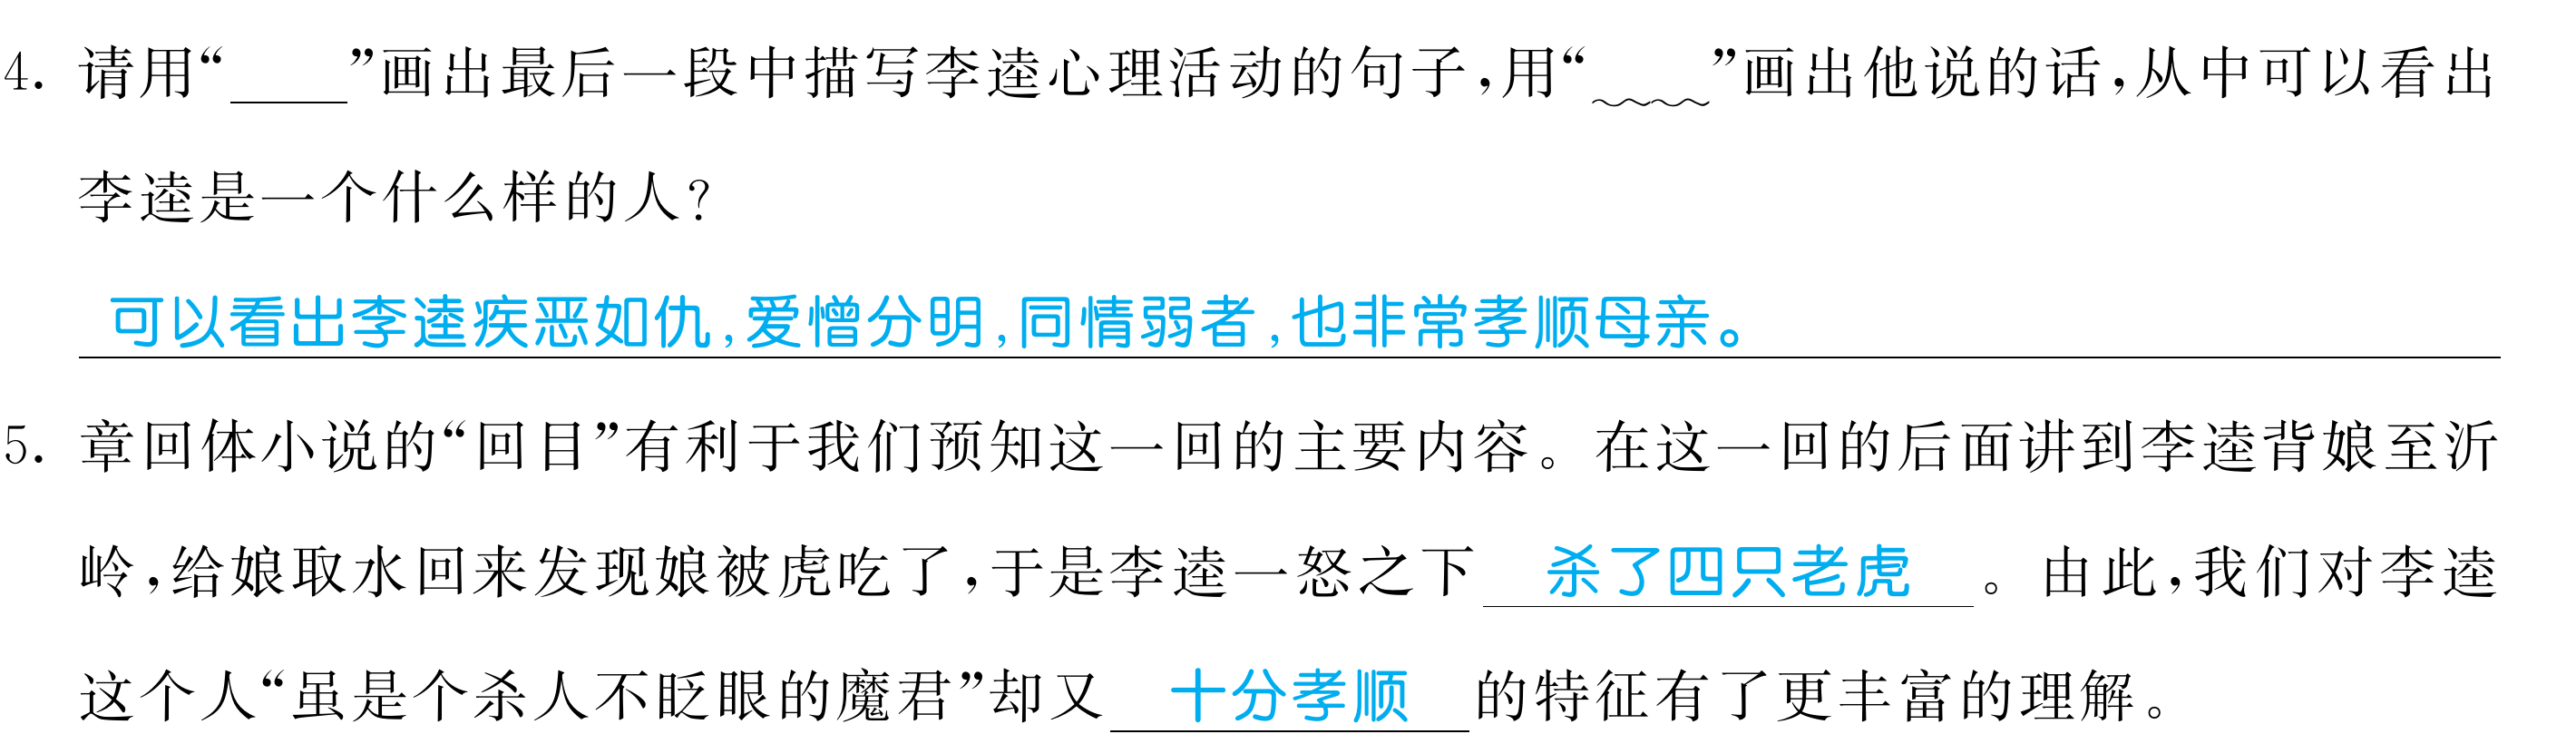 4. 请用“____”画出最后一段中描写李逵心理活动的句子,用“﹏﹏”画出他说的话,从中可以看出
李逵是一个什么样的人?
可以看出李逵疾恶如仇,爱憎分明,同情弱者,也非常孝顺母亲。
5. 章回体小说的“回目”有利于我们预知这一回的主要内容。在这一回的后面讲到李逵背娘至沂
岭,给娘取水回来发现娘被虎吃了,于是李逵一怒之下 杀了四只老虎 。由此,我们对李逵
这个人“虽是个杀人不眨眼的魔君”却又 十分孝顺 的特征有了更丰富的理解。